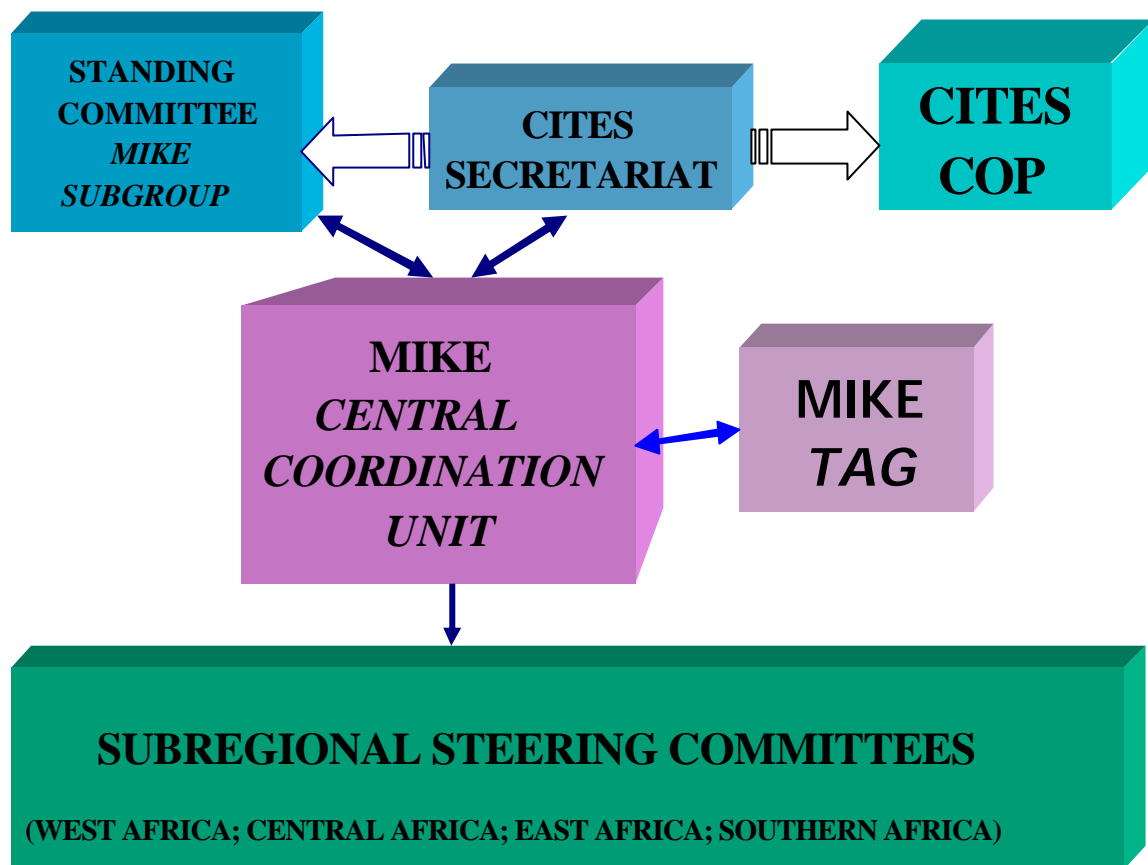 STANDING
COMMITTEE
MIKE
SUBGROUP
CITES
SECRETARIAT
CITES
COP
MIKE
CENTRAL
COORDINATION
UNIT
MIKE
TAG
SUBREGIONAL STEERING COMMITTEES
(WEST AFRICA; CENTRAL AFRICA; EAST AFRICA; SOUTHERN AFRICA)